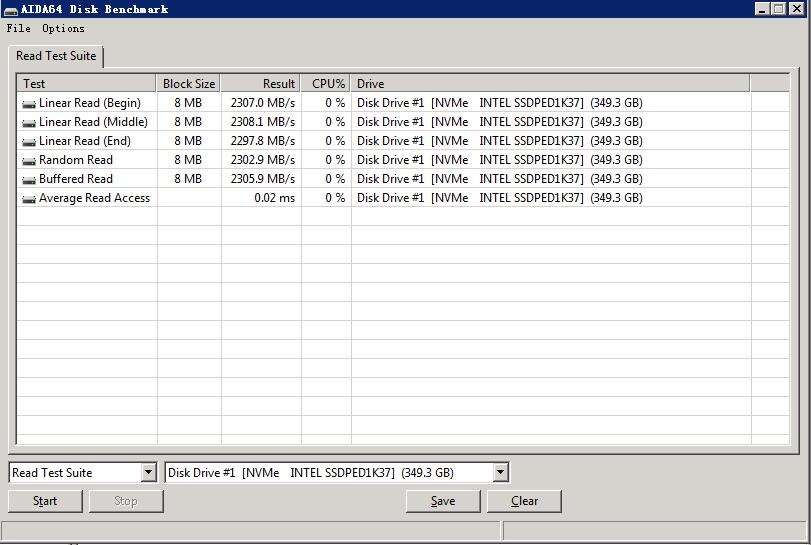 AIDA64 Disk Benchmark
File Options
Read Test Suite
Test Block Size Result CPU% Drive
Linear Read (Begin) 8 MB 2307.0 MB/s 0 % Disk Drive #1 [NVMe INTEL SSDPED1K37] (349.3 GB)
Linear Read (Middle) 8 MB 2308.1 MB/s 0 % Disk Drive #1 [NVMe INTEL SSDPED1K37] (349.3 GB)
Linear Read (End) 8 MB 2297.8 MB/s 0 % Disk Drive #1 [NVMe INTEL SSDPED1K37] (349.3 GB)
Random Read 8 MB 2302.9 MB/s 0 % Disk Drive #1 [NVMe INTEL SSDPED1K37] (349.3 GB)
Buffered Read 8 MB 2305.9 MB/s 0 % Disk Drive #1 [NVMe INTEL SSDPED1K37] (349.3 GB)
Average Read Access 0.02 ms 0 % Disk Drive #1 [NVMe INTEL SSDPED1K37] (349.3 GB)
Read Test Suite Disk Drive #1 [NVMe INTEL SSDPED1K37] (349.3 GB)
Start Stop Save Clear